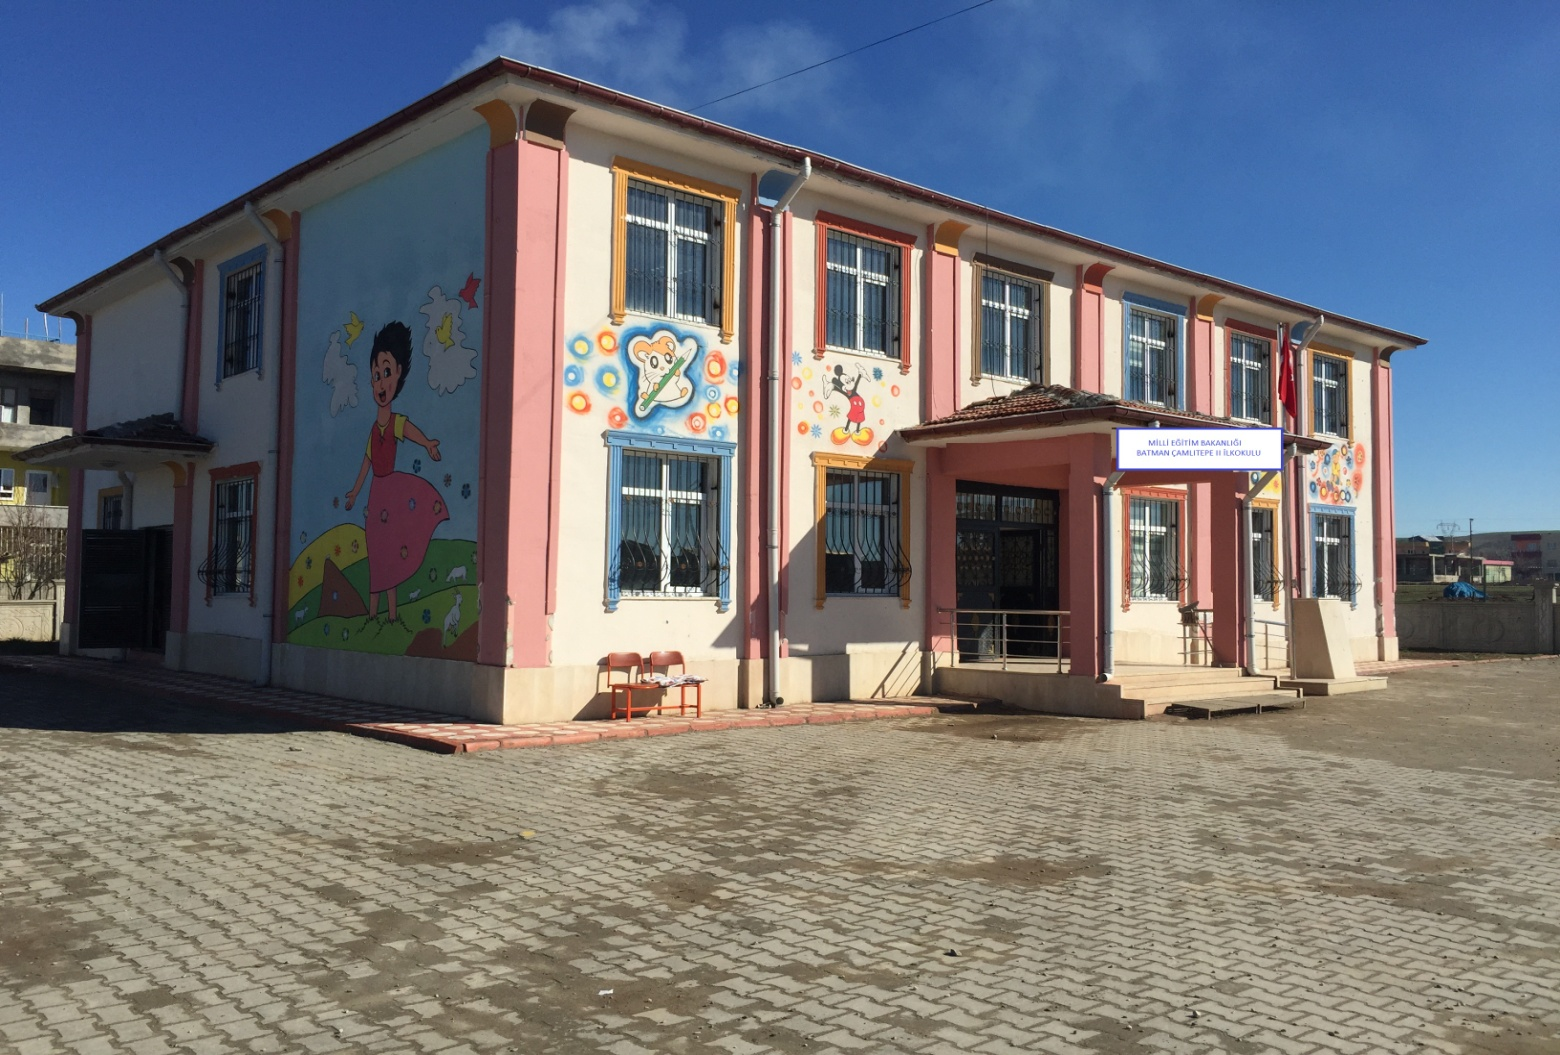 MİLLİ EĞİTİM BAKANLIĞI
BATMAN ÇAMLITEPE II İLKOKULU